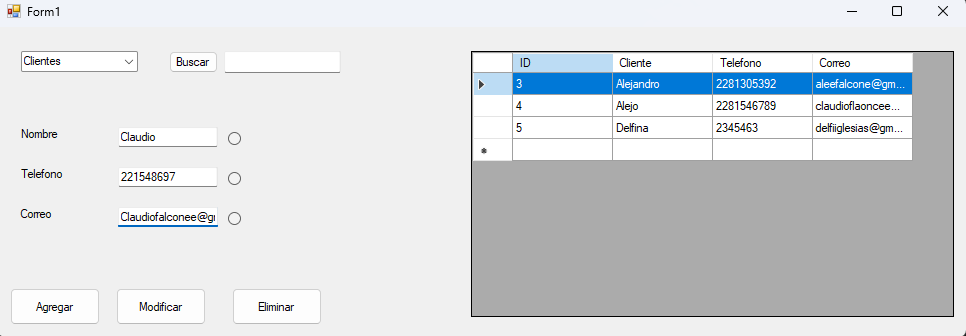 Form1
Clientes
Buscar
Nombre
Claudio
Telefono
221548697
Correo
Claudiofalconee@g
Agregar
Modificar
Eliminar
ID Cliente Telefono Correo
3 Alejandro 2281305392 aleefalcone@gm...
4 Alejo 2281546789 claudioflaoncee...
5 Delfina 2345463 delfiiglesias@gm...